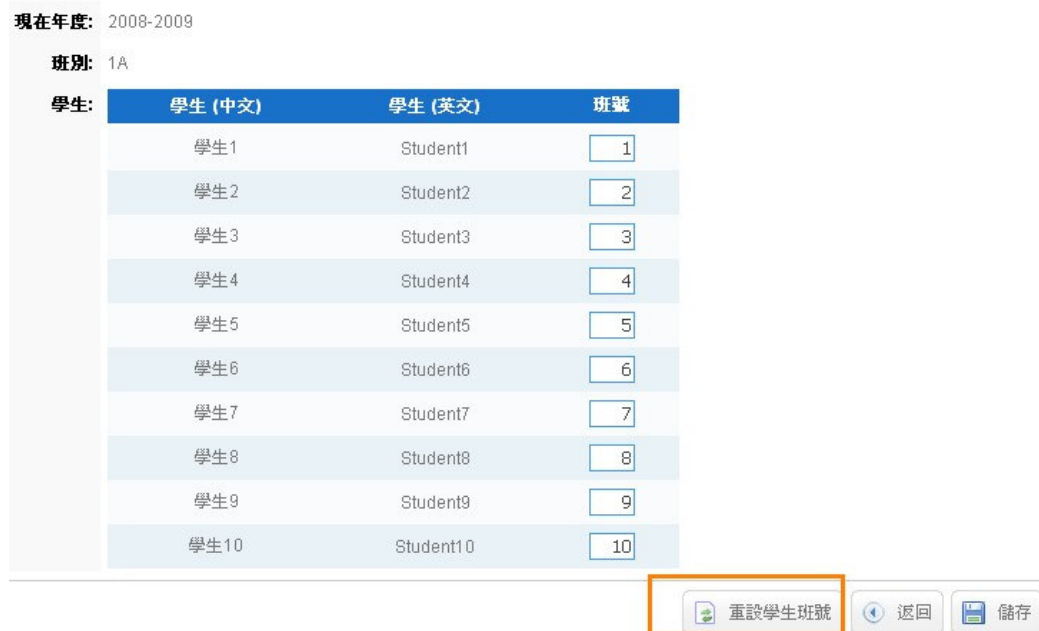 現在年度: 2008-2009
班別: 1A
學生: 學生 (中文) 學生 (英文) 班號
學生1 Student1 1
學生2 Student2 2
學生3 Student3 3
學生4 Student4 4
學生5 Student5 5
學生6 Student6 6
學生7 Student7 7
學生8 Student8 8
學生9 Student9 9
學生10 Student10 10
重設學生班號 返回 儲存